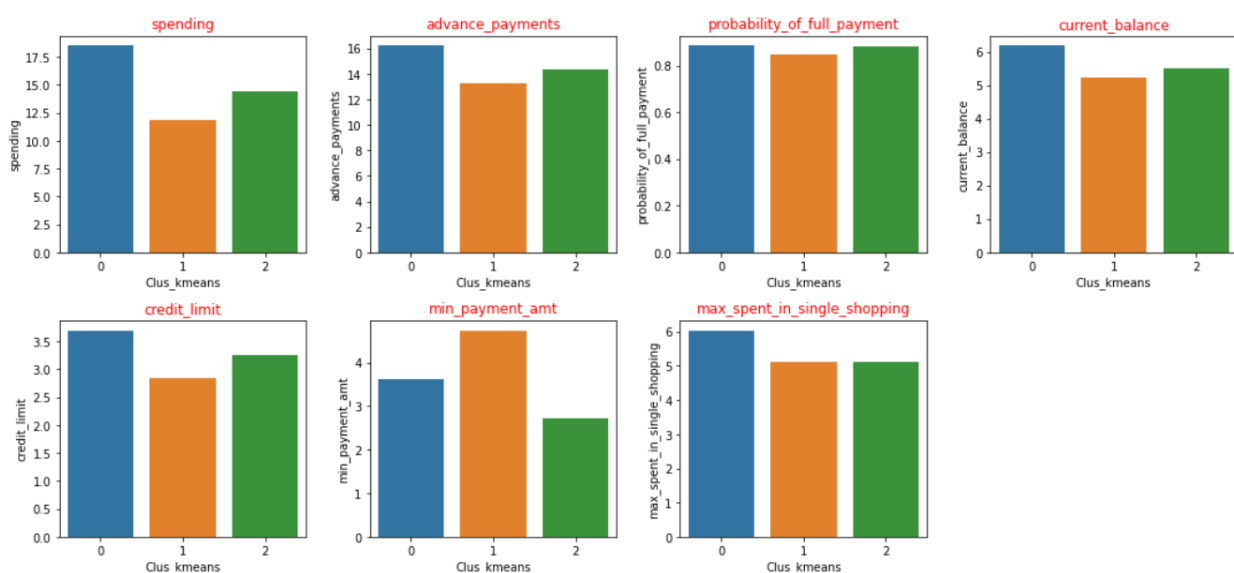 spending
17.5
15.0
12.5
10.0
7.5
5.0
2.5
0.0
spending
0 1 2
Clus_kmeans
advance_payments
16
14
12
10
8
6
4
2
0
advance_payments
0 1 2
Clus_kmeans
probability_of_full_payment
0.8
0.6
0.4
0.2
0.0
probability_of_full_payment
0 1 2
Clus_kmeans
current_balance
6
5
4
3
2
1
0
current_balance
0 1 2
Clus_kmeans
credit_limit
3.5
3.0
2.5
2.0
1.5
1.0
0.5
0.0
credit_limit
0 1 2
Clus_kmeans
min_payment_amt
4
3
2
1
0
min_payment_amt
0 1 2
Clus_kmeans
max_spent_in_single_shopping
6
5
4
3
2
1
0
max_spent_in_single_shopping
0 1 2
Clus_kmeans